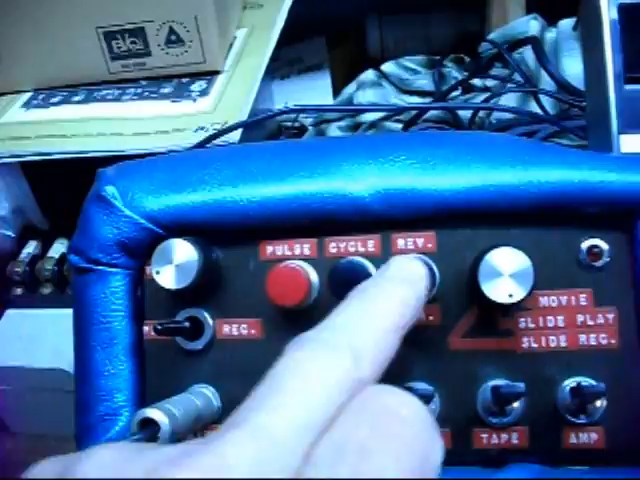 PULSE
CYCLE
REV.
REC.
MOVIE
SLIDE PLAY
SLIDE REC.
TAPE
AMP